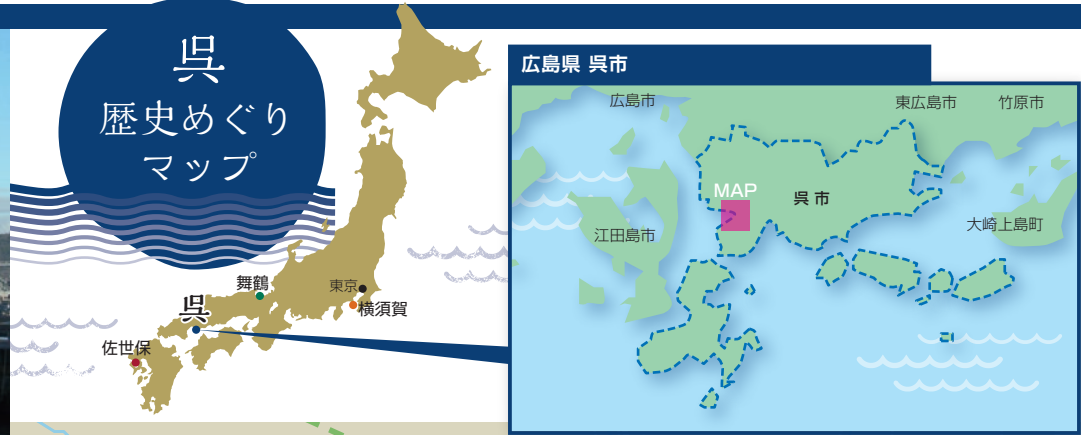 呉
歴史めぐり
マップ
舞鶴
東京
呉
横須賀
佐世保
広島県 呉市
広島市
東広島市
竹原市
MAP
呉市
大崎上島町
江田島市